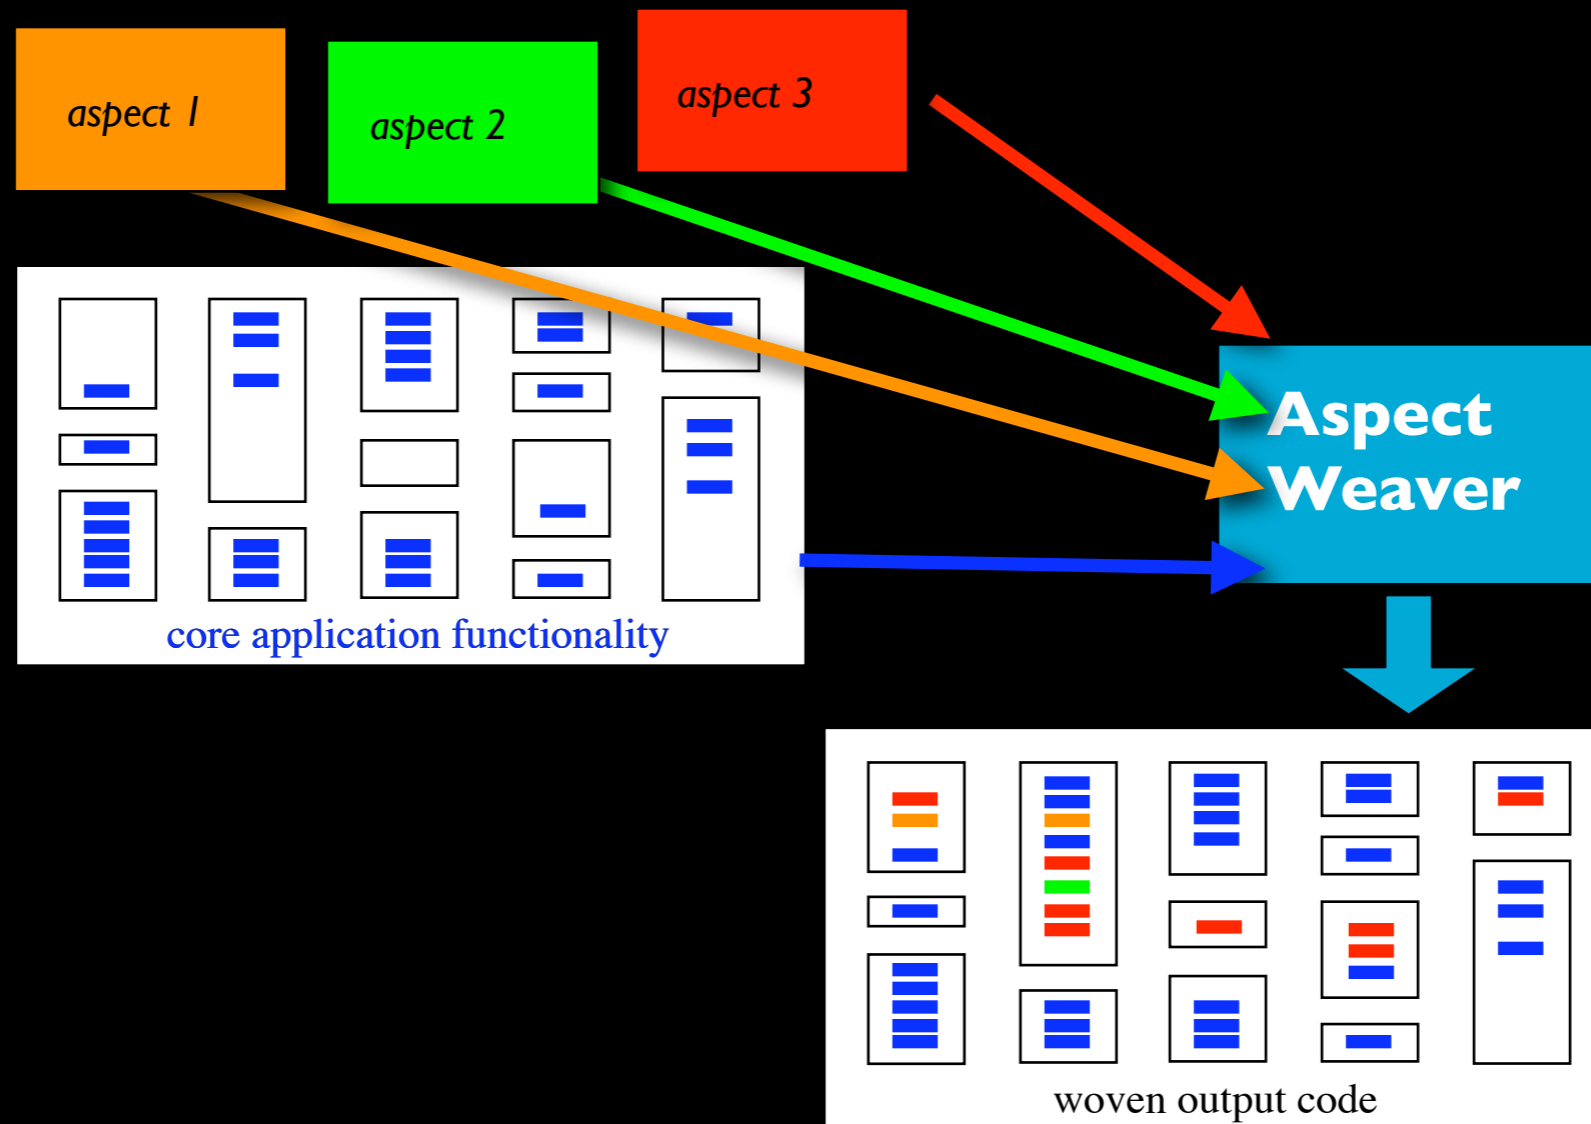 aspect 1
aspect 2
aspect 3
Aspect
Weaver
core application functionality
woven output code